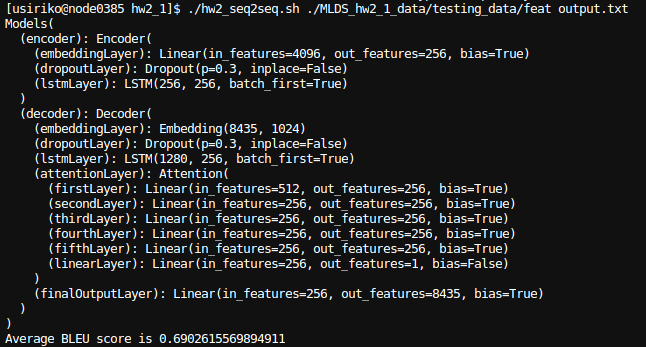 [usiriko@node0385 hw2_1]$ ./hw2_seq2seq.sh ./MLDS_hw2_1_data/testing_data/feat output.txt
Models(
  (encoder): Encoder(
    (embeddingLayer): Linear(in_features=4096, out_features=256, bias=True)
    (dropoutLayer): Dropout(p=0.3, inplace=False)
    (lstmLayer): LSTM(256, 256, batch_first=True)
  )
  (decoder): Decoder(
    (embeddingLayer): Embedding(8435, 1024)
    (dropoutLayer): Dropout(p=0.3, inplace=False)
    (lstmLayer): LSTM(1280, 256, batch_first=True)
    (attentionLayer): Attention(
      (firstLayer): Linear(in_features=512, out_features=256, bias=True)
      (secondLayer): Linear(in_features=256, out_features=256, bias=True)
      (thirdLayer): Linear(in_features=256, out_features=256, bias=True)
      (fourthLayer): Linear(in_features=256, out_features=256, bias=True)
      (fifthLayer): Linear(in_features=256, out_features=256, bias=True)
      (linearLayer): Linear(in_features=256, out_features=1, bias=False)
    )
    (finalOutputLayer): Linear(in_features=256, out_features=8435, bias=True)
  )
)
Average BLEU score is 0.6902615569894911